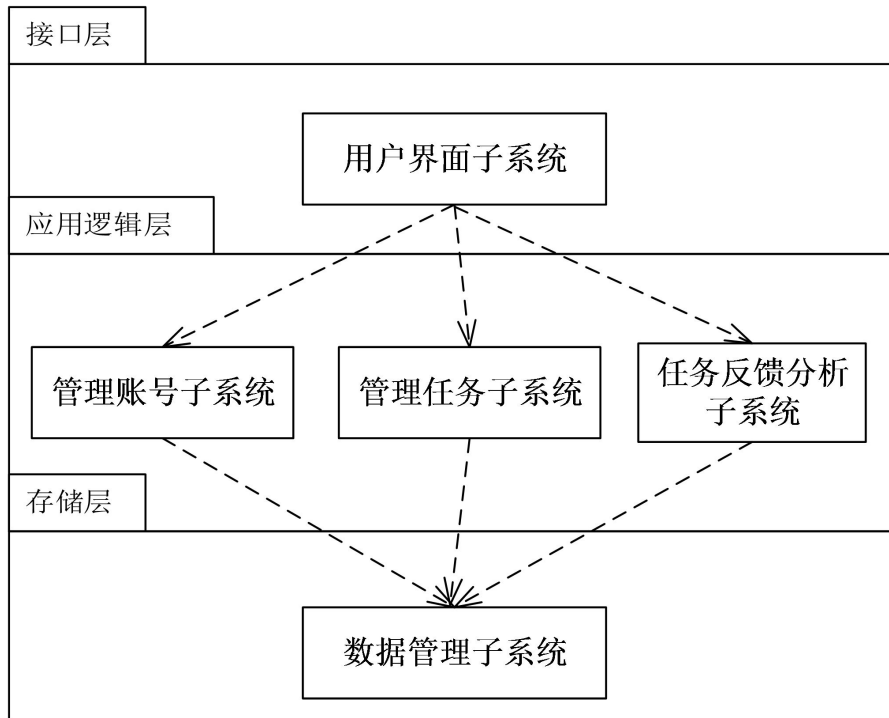 接口层
用户界面子系统
应用逻辑层
管理账号子系统
管理任务子系统
任务反馈分析
子系统
存储层
数据管理子系统